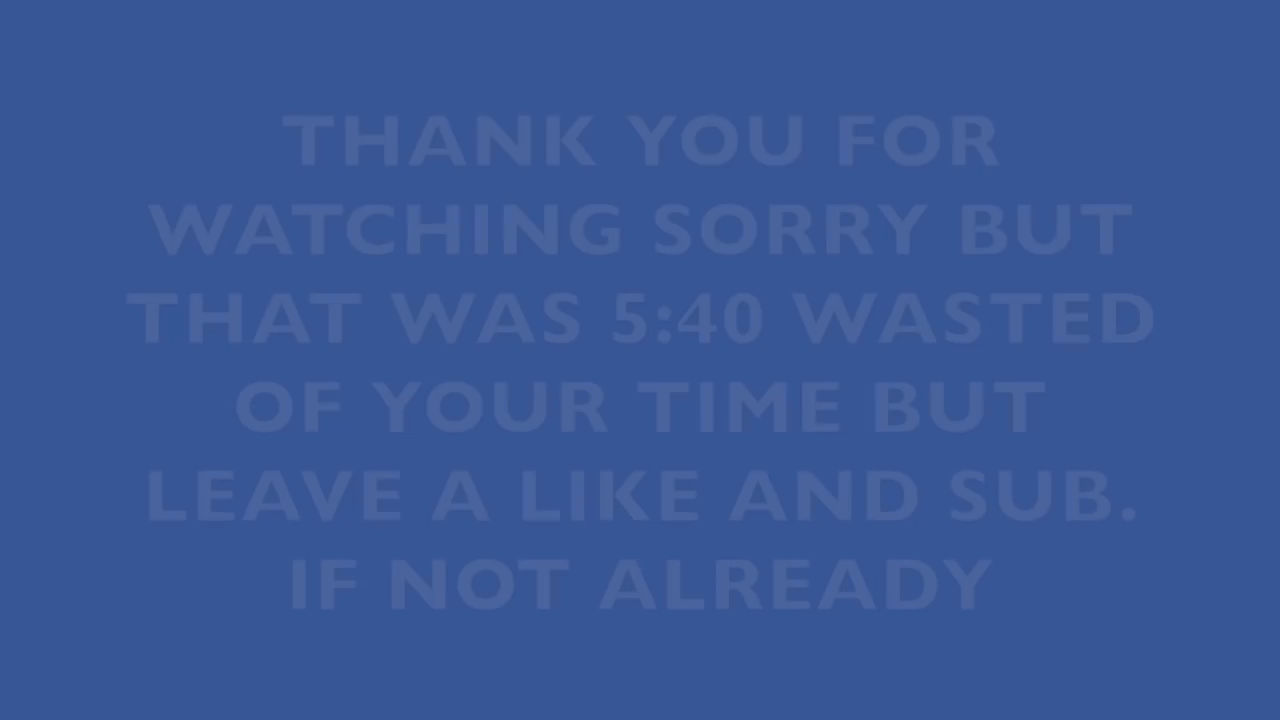 THANK YOU FOR
WATCHING SORRY BUT
THAT WAS 5:40 WASTED
OF YOUR TIME BUT
LEAVE A LIKE AND SUB.
IF NOT ALREADY